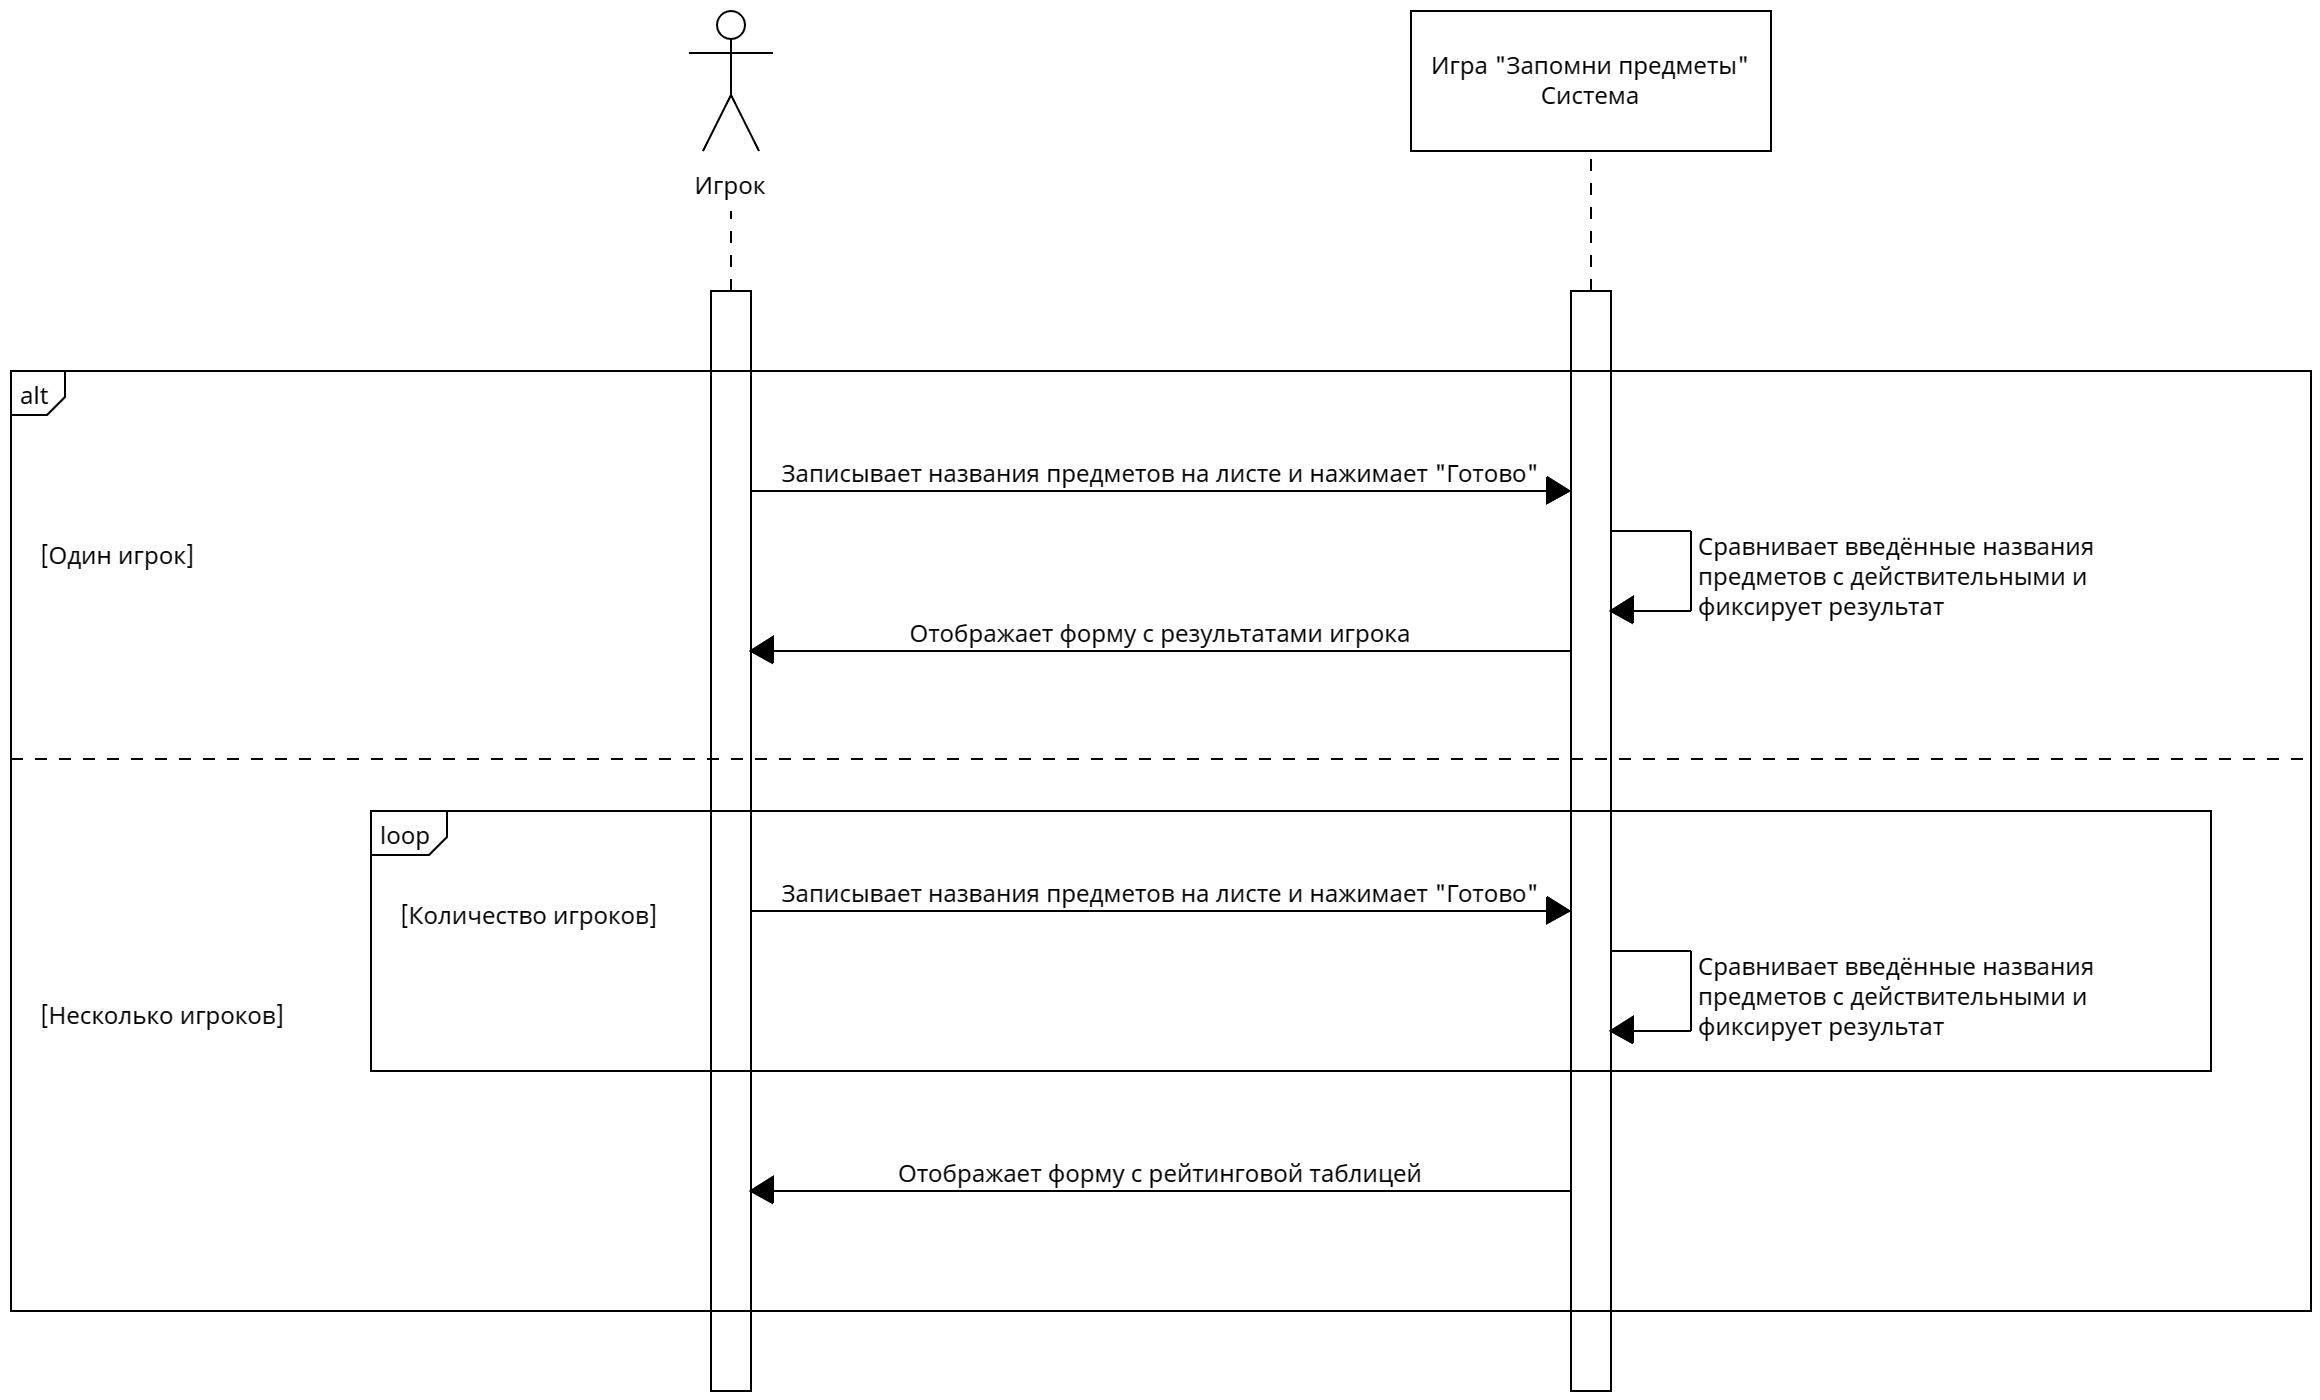 Игра "Запомни предметы"
Система
Игрок
alt
Записывает названия предметов на листе и нажимает "Готово"
[Один игрок]
Сравнивает введённые названия
предметов с действительными и
фиксирует результат
Отображает форму с результатами игрока
loop
Записывает названия предметов на листе и нажимает "Готово"
[Количество игроков]
Сравнивает введённые названия
предметов с действительными и
фиксирует результат
[Несколько игроков]
Отображает форму с рейтинговой таблицей